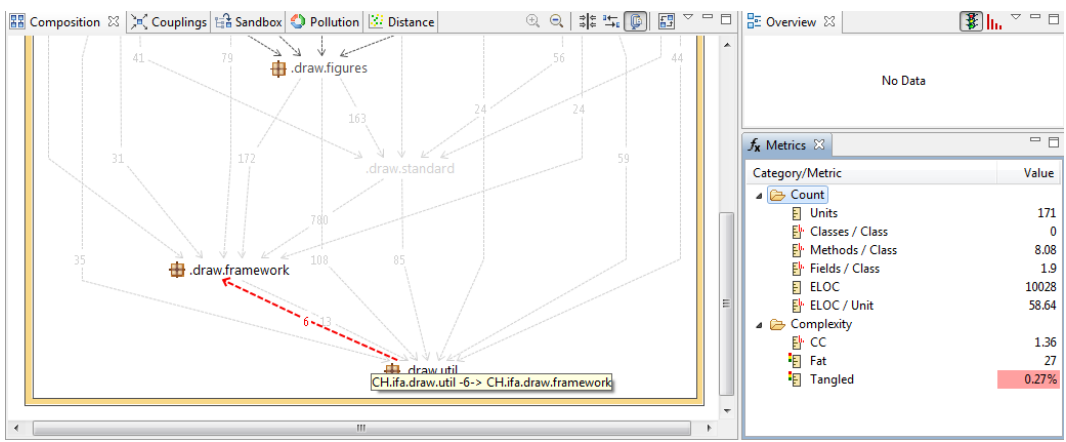 Composition Couplings Sandbox Pollution Distance
41 79 56 44
.draw.figures
163 24 24
31 172 59
.draw.standard
780
35 108 85
.draw.framework
6 13
.draw.util
CH.ifa.draw.util -6-> CH.ifa.draw.framework
Overview
No Data
Metrics
Category/Metric Value
Count
Units 171
Classes / Class 0
Methods / Class 8.08
Fields / Class 1.9
ELOC 10028
ELOC / Unit 58.64
Complexity
CC 1.36
Fat 27
Tangled 0.27%